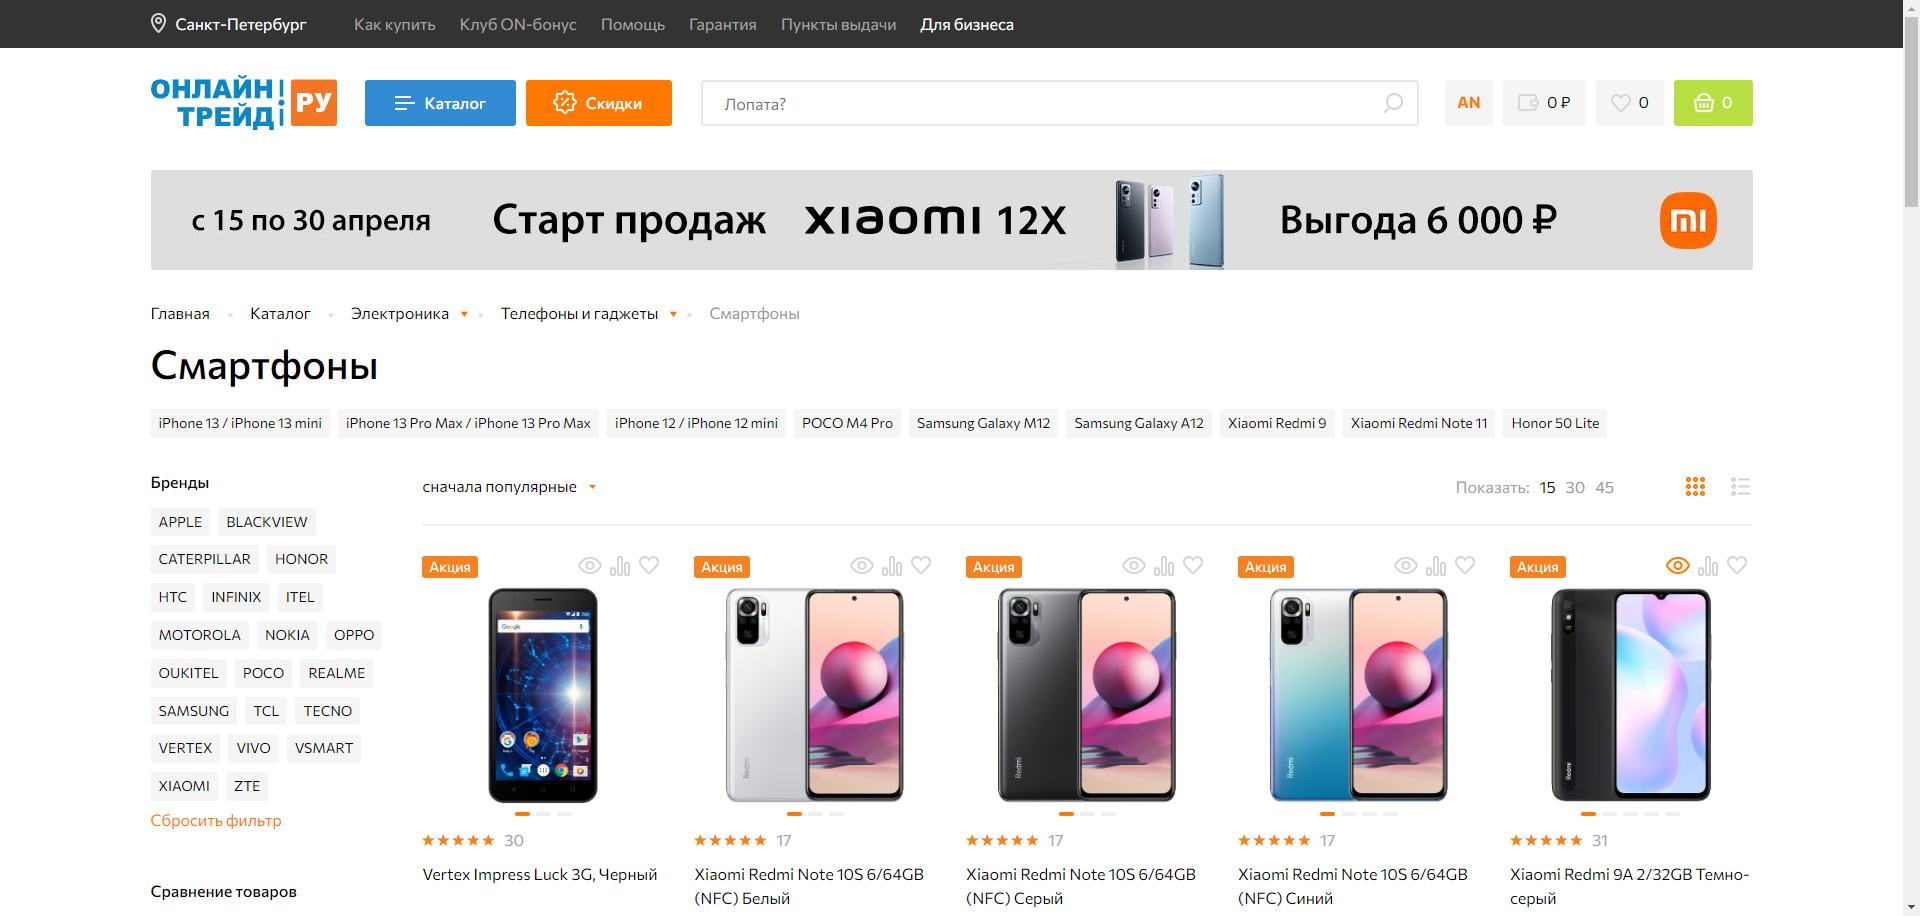 Санкт-Петербург Как купить Клуб ON-бонус Помощь Гарантия Пункты выдачи Для бизнеса
ОНЛАЙН ТРЕЙД РУ Каталог Скидки Лопата? AN 0 ₽ 0 0
с 15 по 30 апреля Старт продаж xiaomi 12X Выгода 6 000 ₽ mi
Главная Каталог Электроника Телефоны и гаджеты Смартфоны
Смартфоны
iPhone 13 / iPhone 13 mini iPhone 13 Pro Max / iPhone 13 Pro Max iPhone 12 / iPhone 12 mini POCO M4 Pro Samsung Galaxy M12 Samsung Galaxy A12 Xiaomi Redmi 9 Xiaomi Redmi Note 11 Honor 50 Lite
Бренды
APPLE BLACKVIEW
CATERPILLAR HONOR
HTC INFINIX ITEL
MOTOROLA NOKIA OPPO
OUKITEL POCO REALME
SAMSUNG TCL TECNO
VERTEX VIVO VSMART
XIAOMI ZTE
Сбросить фильтр
Сравнение товаров
сначала популярные Показать: 15 30 45
Акция Акция Акция Акция Акция
Google
Redmi Redmi Redmi Redmi
30 17 17 17 31
Vertex Impress Luck 3G, Черный
Xiaomi Redmi Note 10S 6/64GB
(NFC) Белый
Xiaomi Redmi Note 10S 6/64GB
(NFC) Серый
Xiaomi Redmi Note 10S 6/64GB
(NFC) Синий
Xiaomi Redmi 9A 2/32GB Темно-
серый